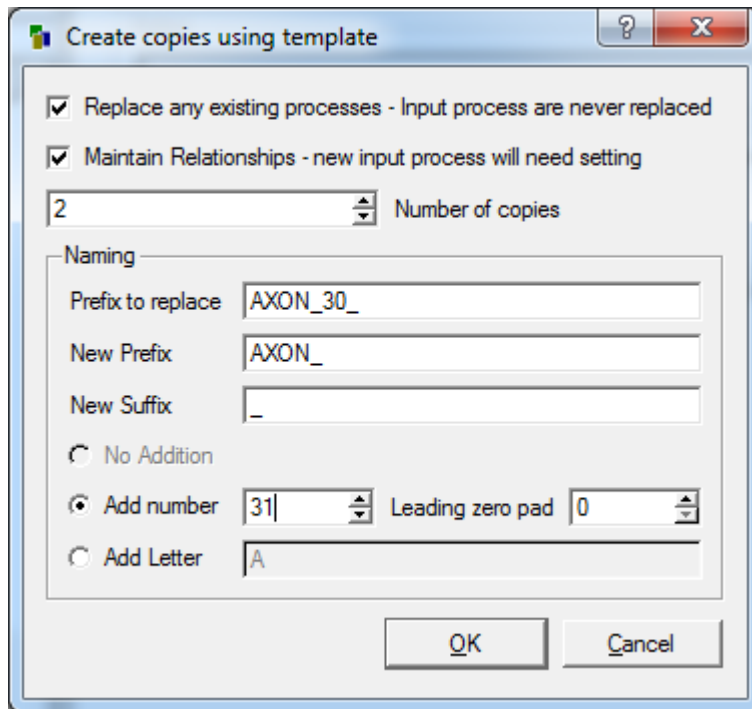 Create copies using template
Replace any existing processes - Input process are never replaced
Maintain Relationships - new input process will need setting
2 Number of copies
Naming
Prefix to replace AXON_30_
New Prefix AXON_
New Suffix _
No Addition
Add number 31 Leading zero pad 0
Add Letter A
OK Cancel